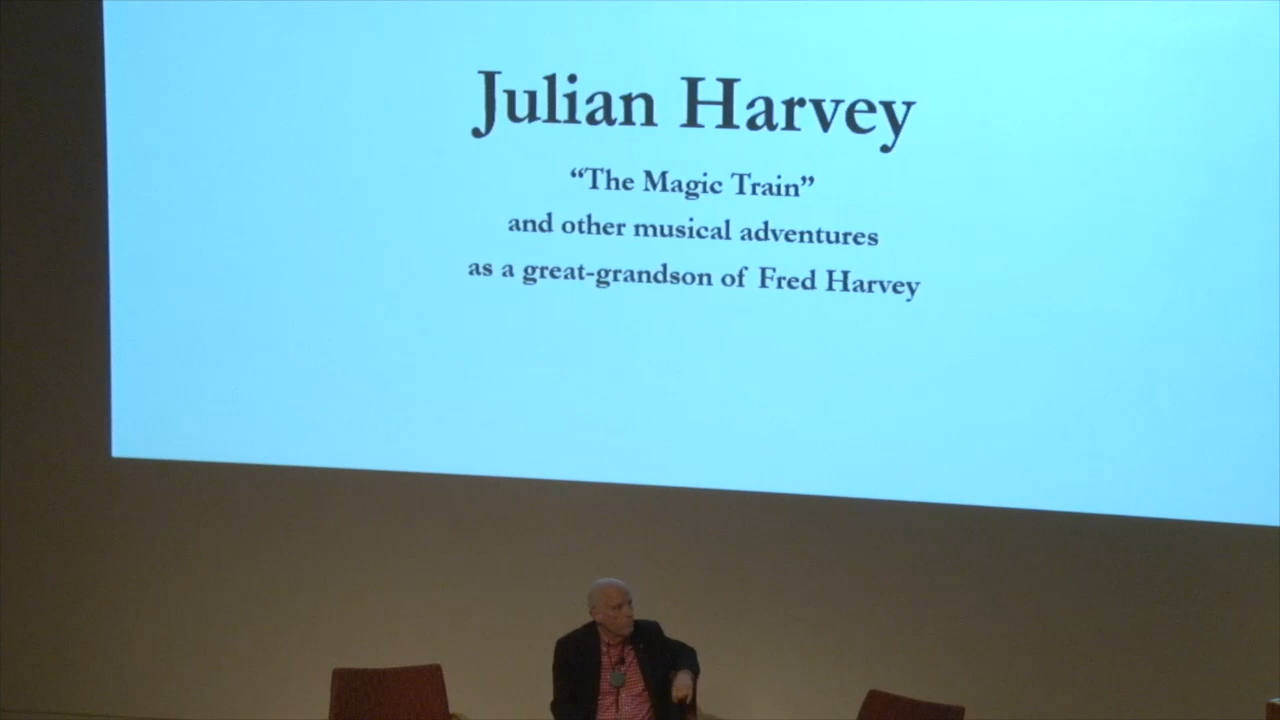 Julian Harvey
“The Magic Train”
and other musical adventures
as a great-grandson of Fred Harvey